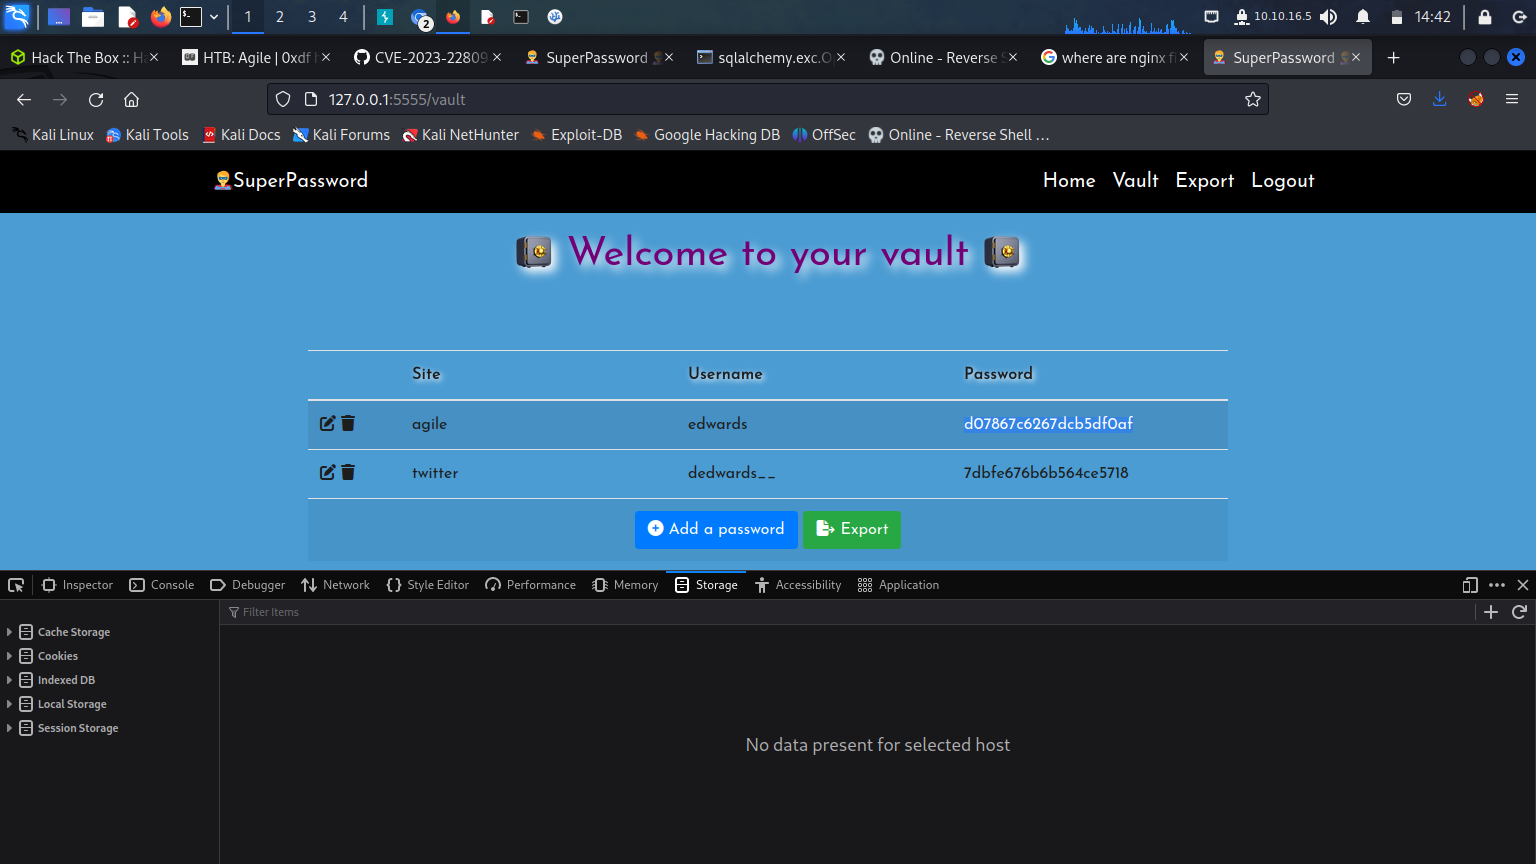 1 2 3 4 2 10.10.16.5 14:42
Hack The Box :: Ha HTB: Agile | 0xdf h CVE-2023-22809 SuperPassword sqlalchemy.exc.O Online - Reverse S where are nginx fi SuperPassword
127.0.0.1:5555/vault
Kali Linux Kali Tools Kali Docs Kali Forums Kali NetHunter Exploit-DB Google Hacking DB OffSec Online - Reverse Shell …
SuperPassword Home Vault Export Logout
Welcome to your vault
Site Username Password
agile edwards d07867c6267dcb5df0af
twitter dedwards__ 7dbfe676b6b564ce5718
Add a password Export
Inspector Console Debugger Network Style Editor Performance Memory Storage Accessibility Application
Filter Items
Cache Storage
Cookies
Indexed DB
Local Storage
Session Storage
No data present for selected host